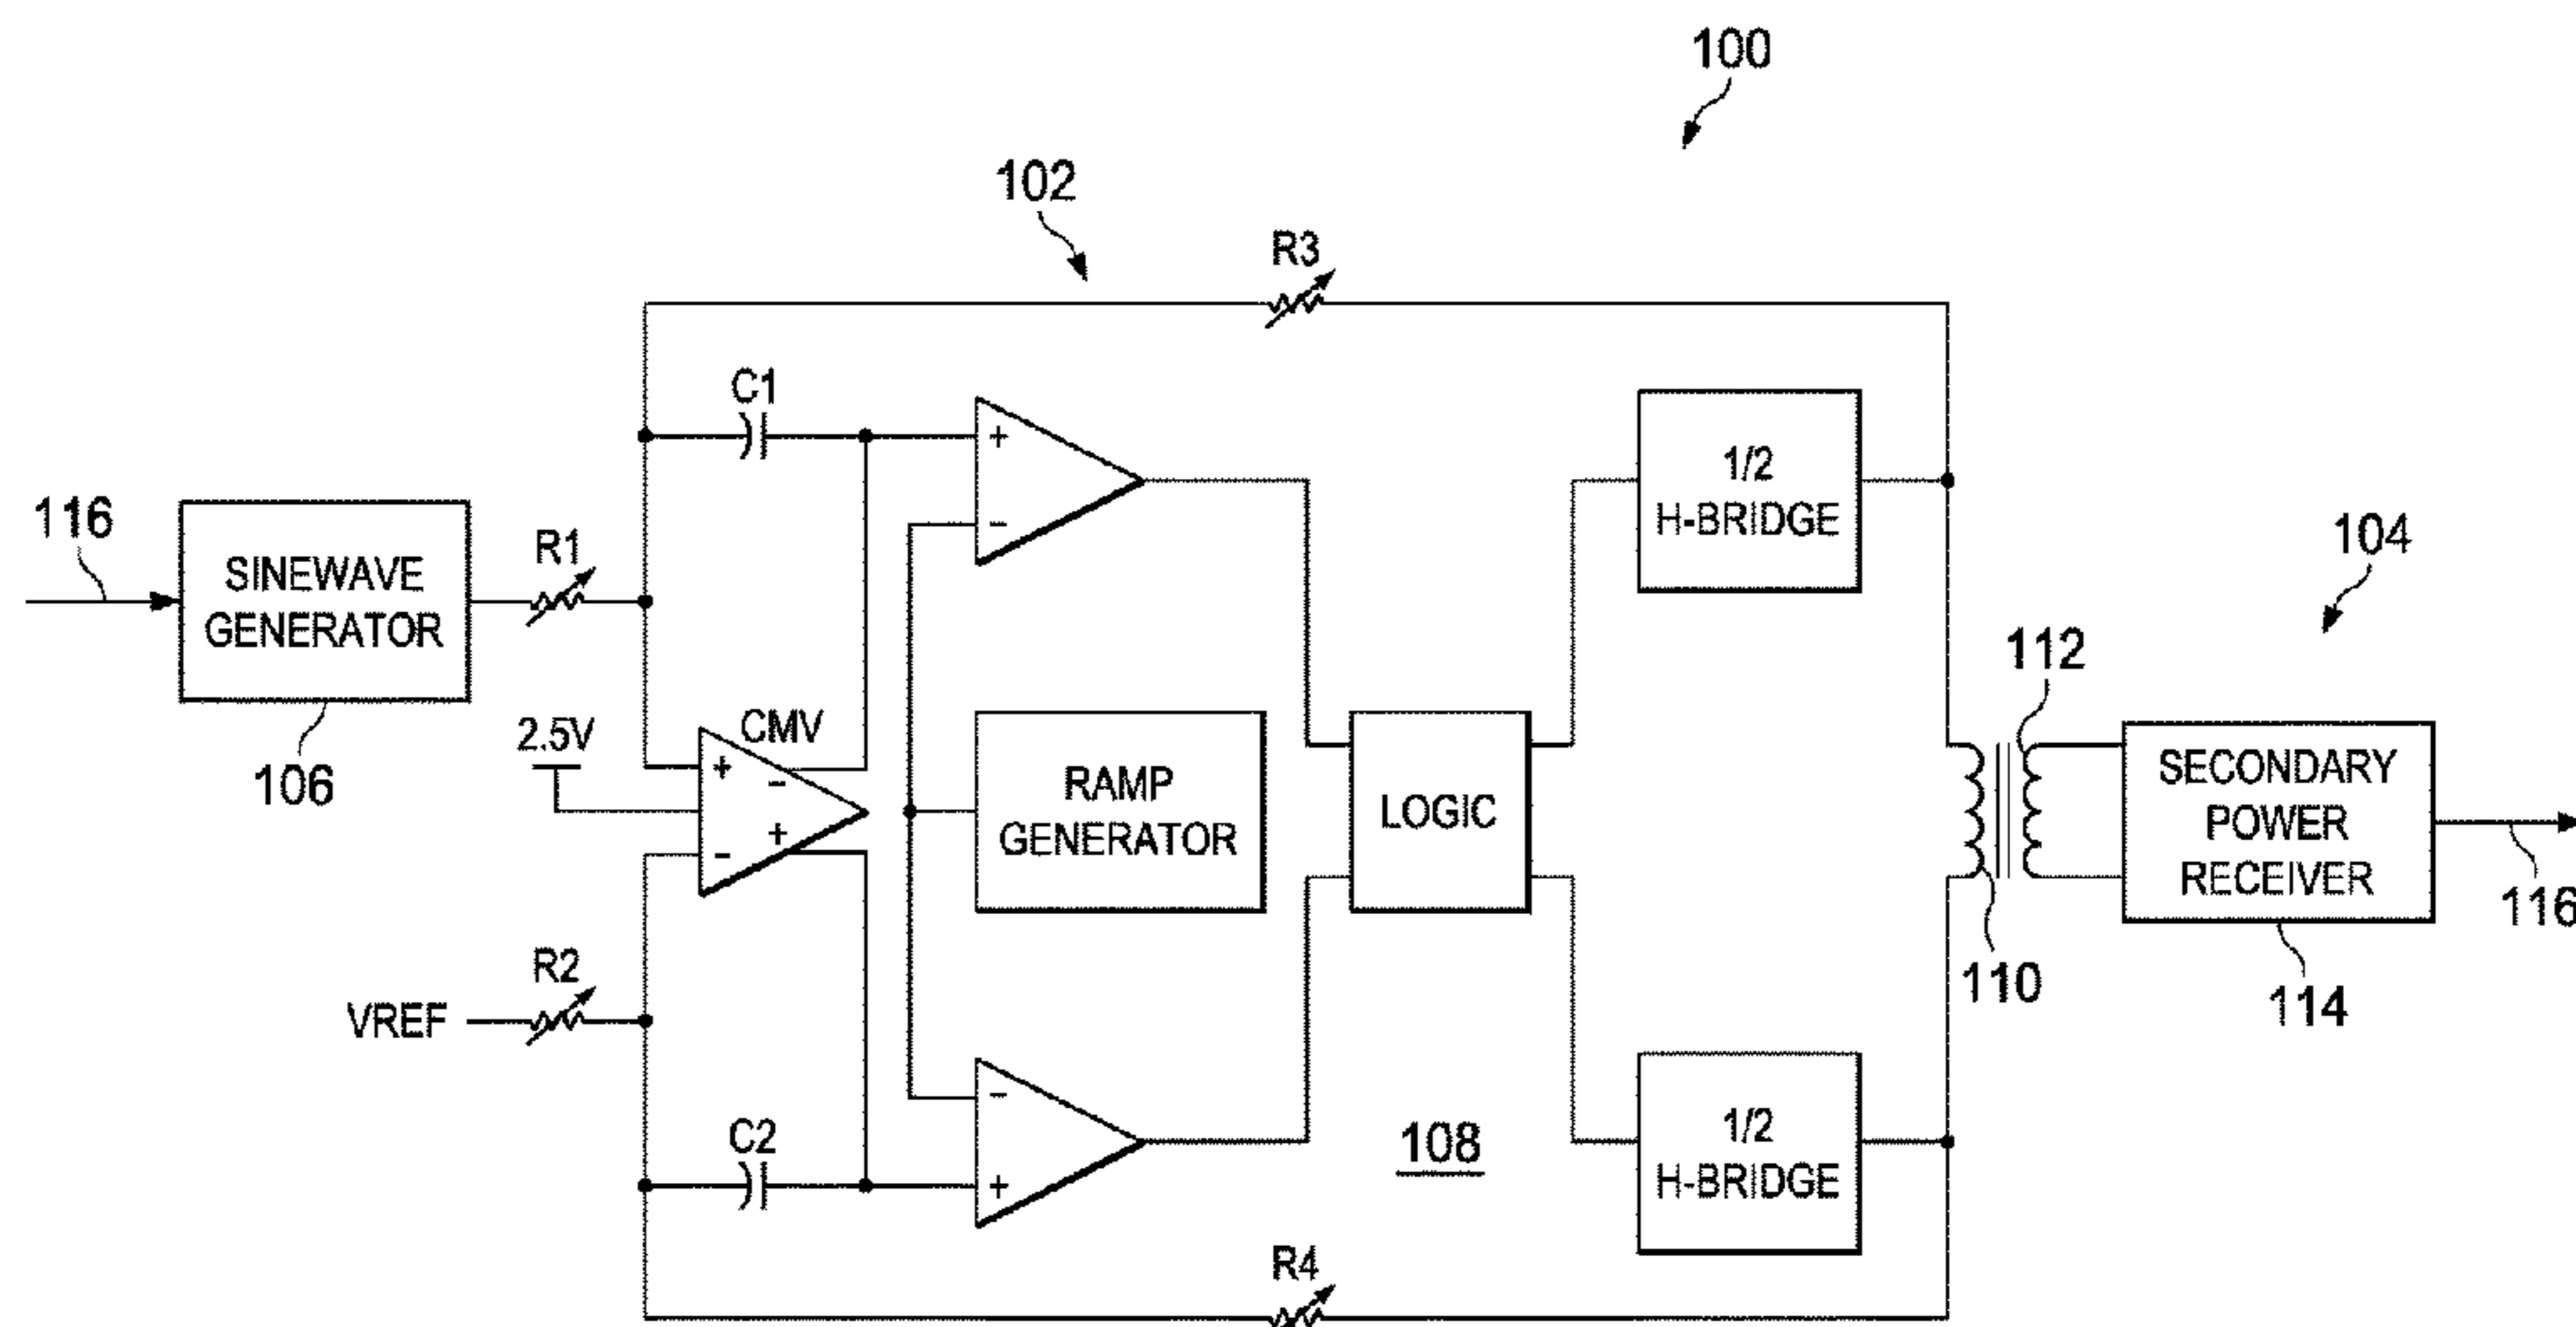 100
102
R3
C1
+
-
1/2
H-BRIDGE
116
SINEWAVE
GENERATOR
R1
104
112
2.5V
CMV
+
-
+
-
RAMP
GENERATOR
LOGIC
SECONDARY
POWER
RECEIVER
106
110
114
116
VREF
R2
C2
-
+
108
1/2
H-BRIDGE
R4